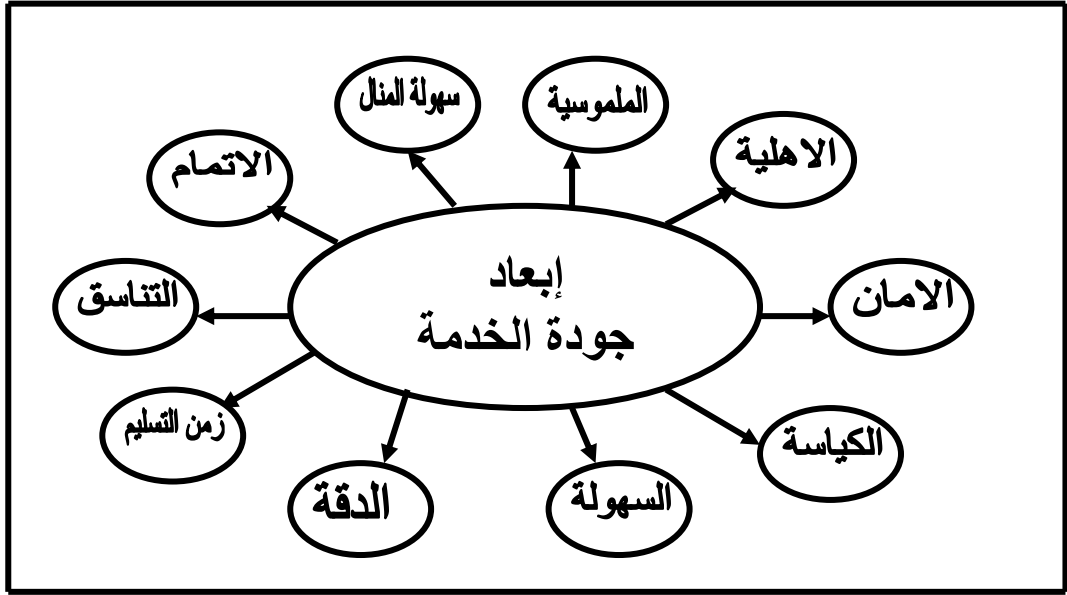 إبعاد
جودة الخدمة
الملموسية
سهولة المنال
الاهلية
الاتمام
الامان
التناسق
الكياسة
زمن التسليم
السهولة
الدقة